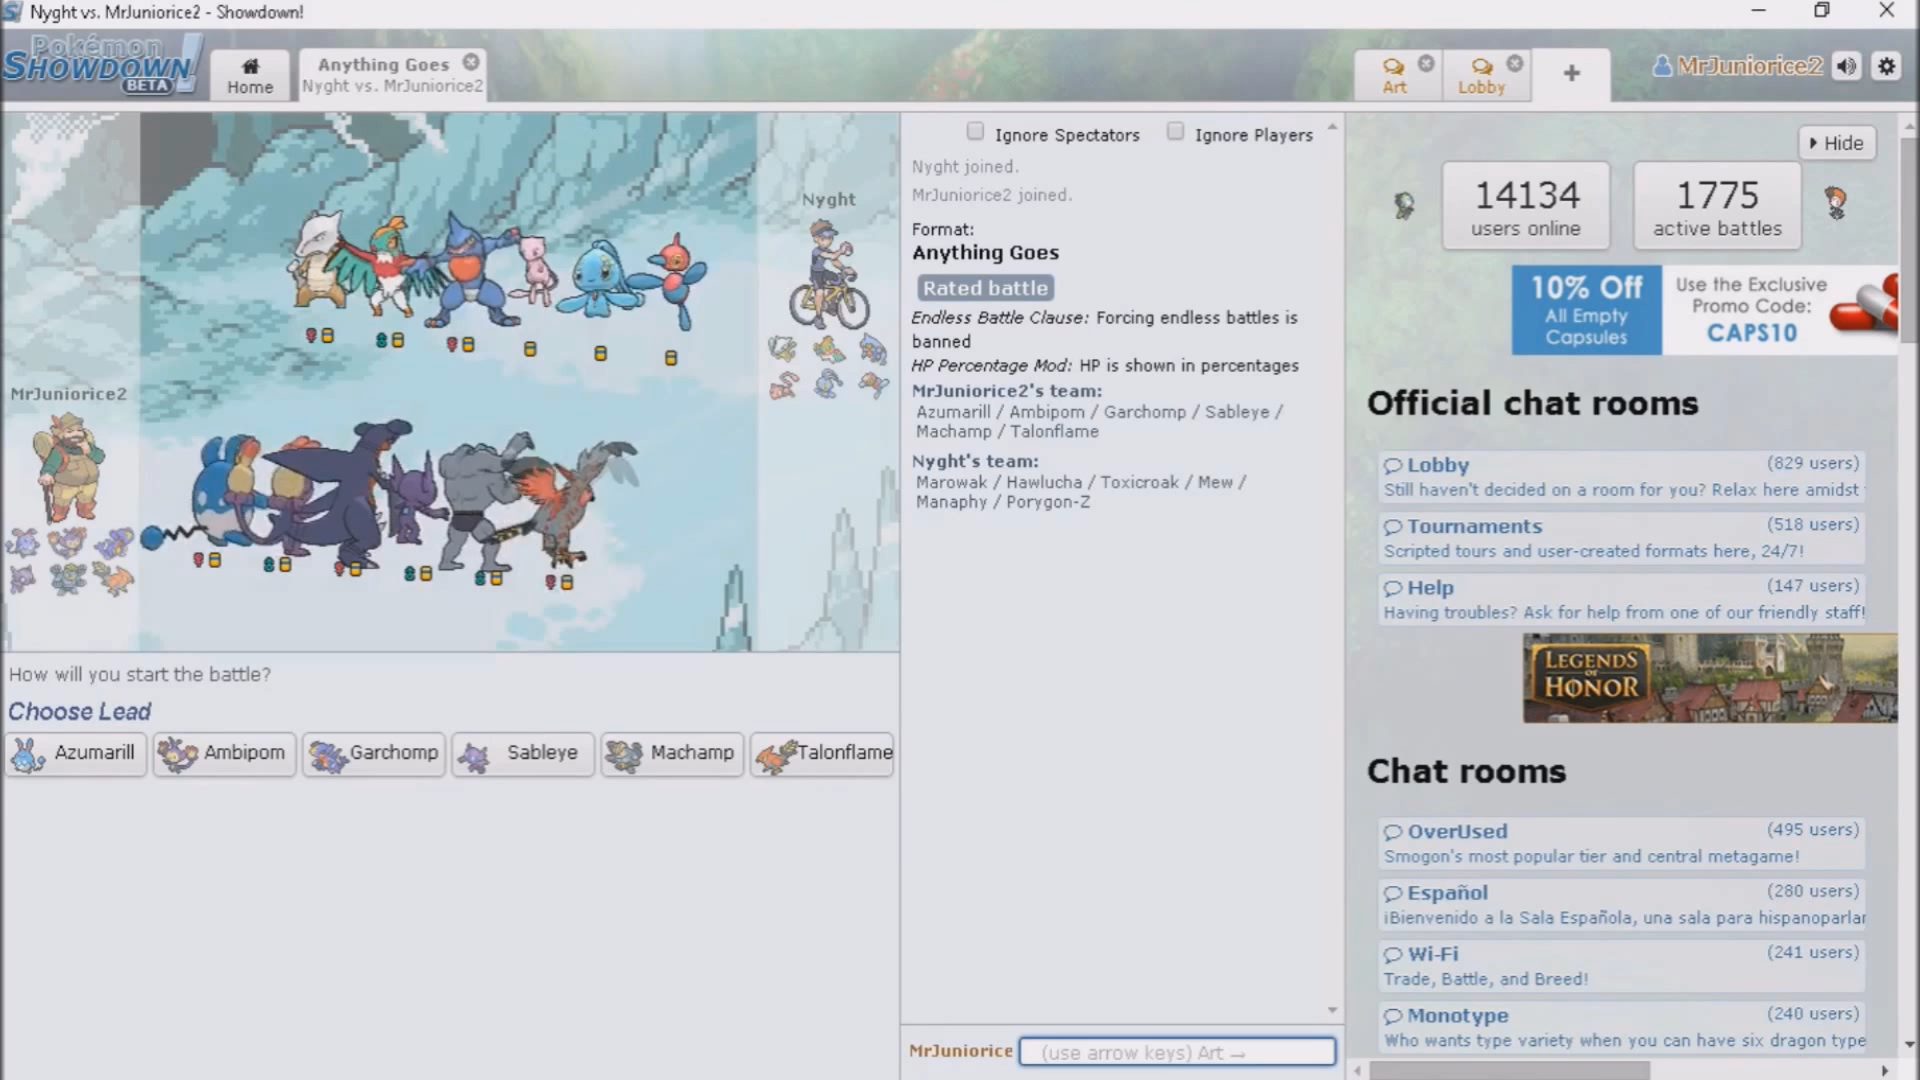 Nyght vs. MrJuniorice2 - Showdown!
Pokémon
SHOWDOWN!
BETA
Home
Anything Goes
Nyght vs. MrJuniorice2
Art
Lobby
+
MrJuniorice2
Nyght
MrJuniorice2
How will you start the battle?
Choose Lead
Azumarill
Ambipom
Garchomp
Sableye
Machamp
Talonflame
Ignore Spectators
Ignore Players
Nyght joined.
MrJuniorice2 joined.
Format:
Anything Goes
Rated battle
Endless Battle Clause: Forcing endless battles is
banned
HP Percentage Mod: HP is shown in percentages
MrJuniorice2's team:
Azumarill / Ambipom / Garchomp / Sableye /
Machamp / Talonflame
Nyght's team:
Marowak / Hawlucha / Toxicroak / Mew /
Manaphy / Porygon-Z
MrJuniorice
(use arrow keys) Art →
Hide
14134
users online
1775
active battles
10% Off
All Empty
Capsules
Use the Exclusive
Promo Code:
CAPS10
Official chat rooms
Lobby (829 users)
Still haven't decided on a room for you? Relax here amidst
Tournaments (518 users)
Scripted tours and user-created formats here, 24/7!
Help (147 users)
Having troubles? Ask for help from one of our friendly staff!
LEGENDS
OF
HONOR
Chat rooms
OverUsed (495 users)
Smogon's most popular tier and central metagame!
Español (280 users)
¡Bienvenido a la Sala Española, una sala para hispanoparlar
Wi-Fi (241 users)
Trade, Battle, and Breed!
Monotype (240 users)
Who wants type variety when you can have six dragon type